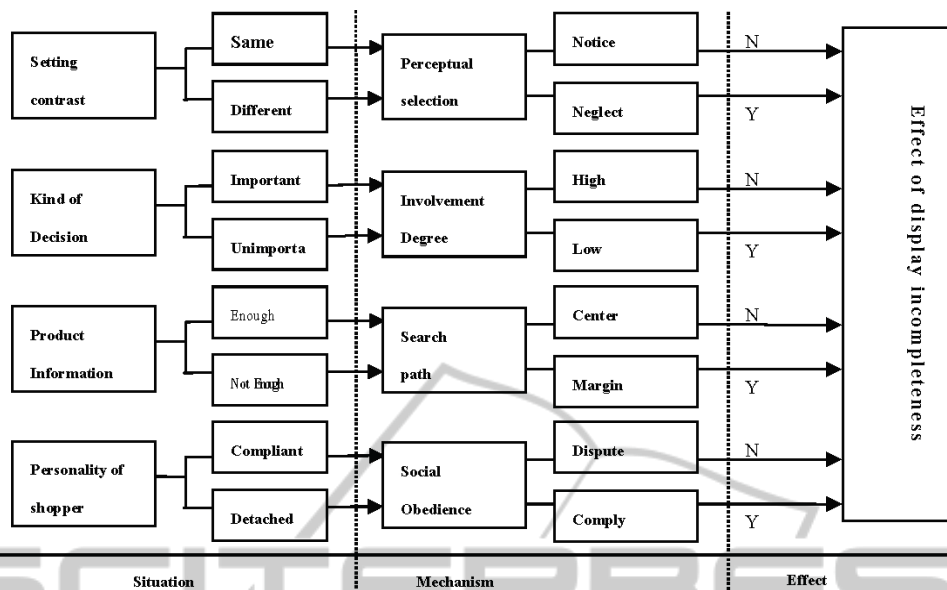 Setting
contrast
Same
Different
Perceptual
selection
Notice
Neglect
N
Y
Kind of
Decision
Important
Unimporta
Involvement
Degree
High
Low
N
Y
Product
Information
Enough
Not Enough
Search
path
Center
Margin
N
Y
Personality of
shopper
Compliant
Detached
Social
Obedience
Dispute
Comply
N
Y
Effect of display incompleteness
Situation
Mechanism
Effect